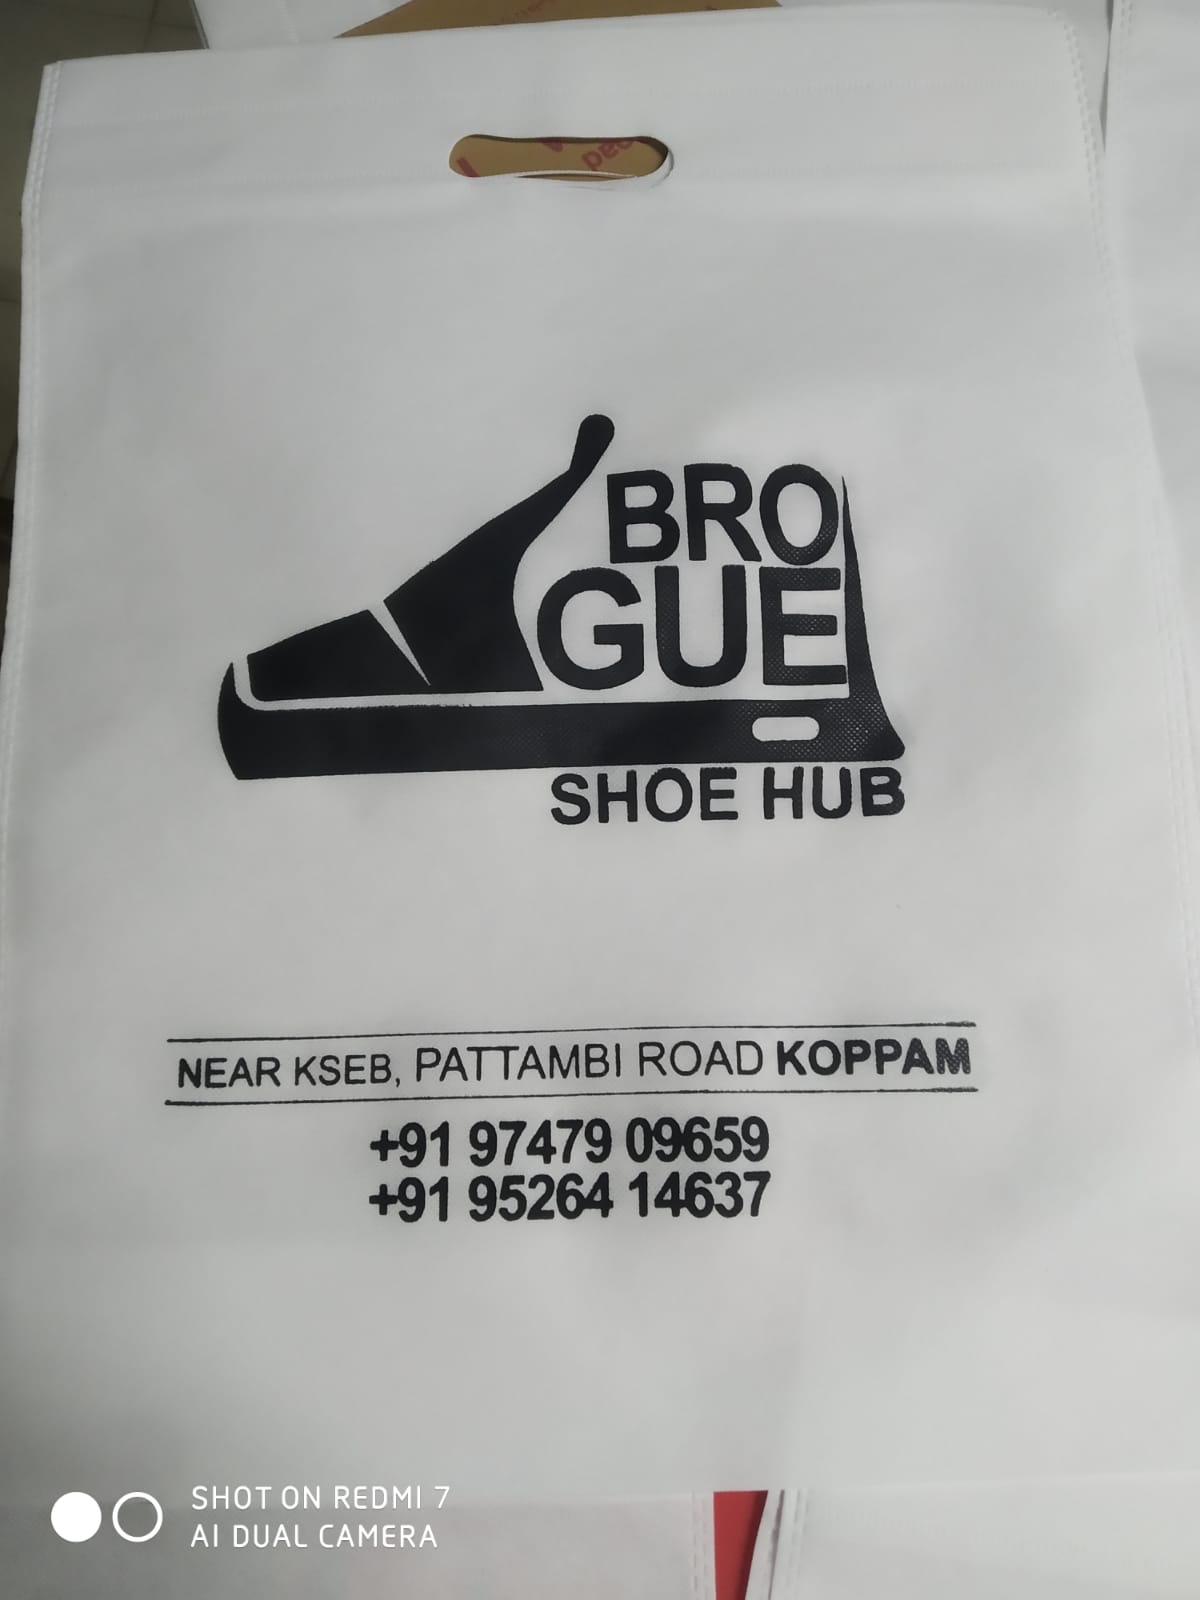 BRO
GUE
SHOE HUB
NEAR KSEB, PATTAMBI ROAD KOPPAM
+91 97479 09659
+91 95264 14637
SHOT ON REDMI 7
AI DUAL CAMERA